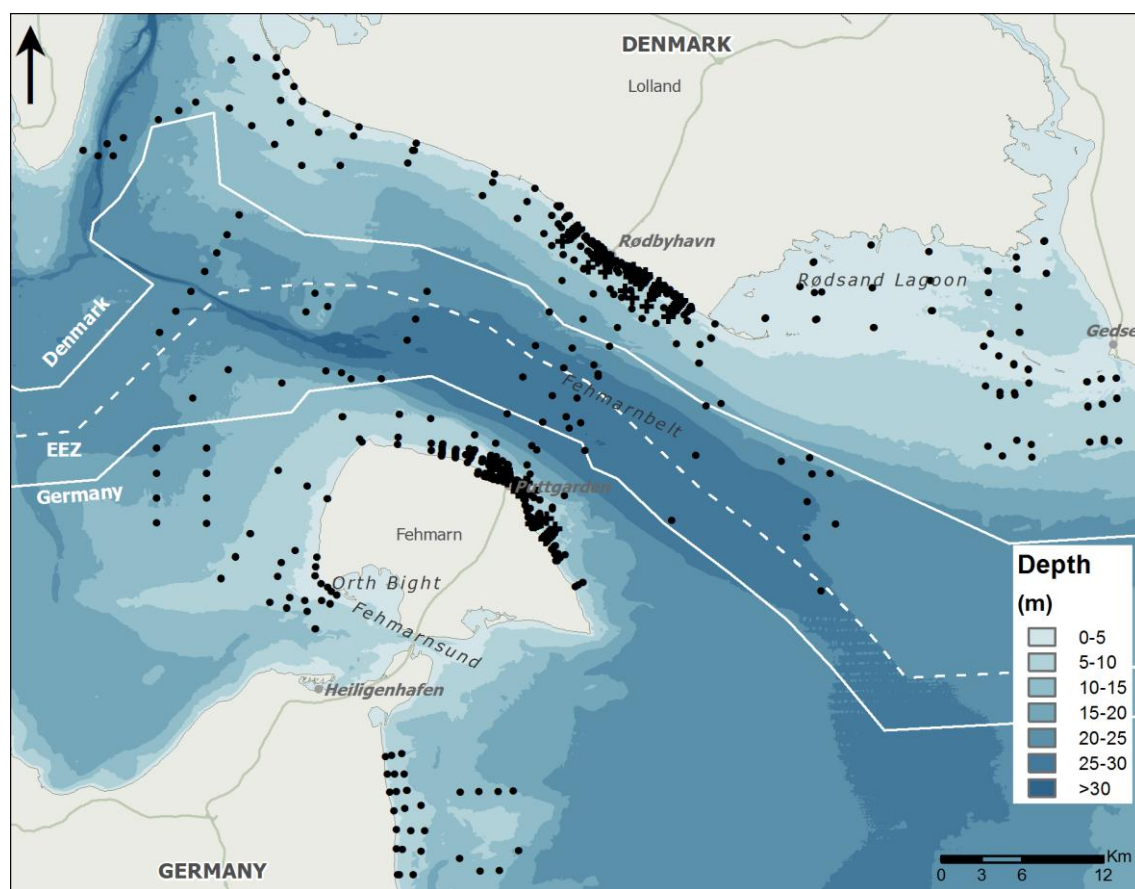 DENMARK
Lolland
Rødbyhavn
Rødsand Lagoon
Gedse
Denmark
Fehmarnbelt
EEZ
Germany
Puttgarden
Fehmarn
Orth Bight
Fehmarnsund
Heiligenhafen
GERMANY
Depth
(m)
0-5
5-10
10-15
15-20
20-25
25-30
>30
Km
0 3 6 12